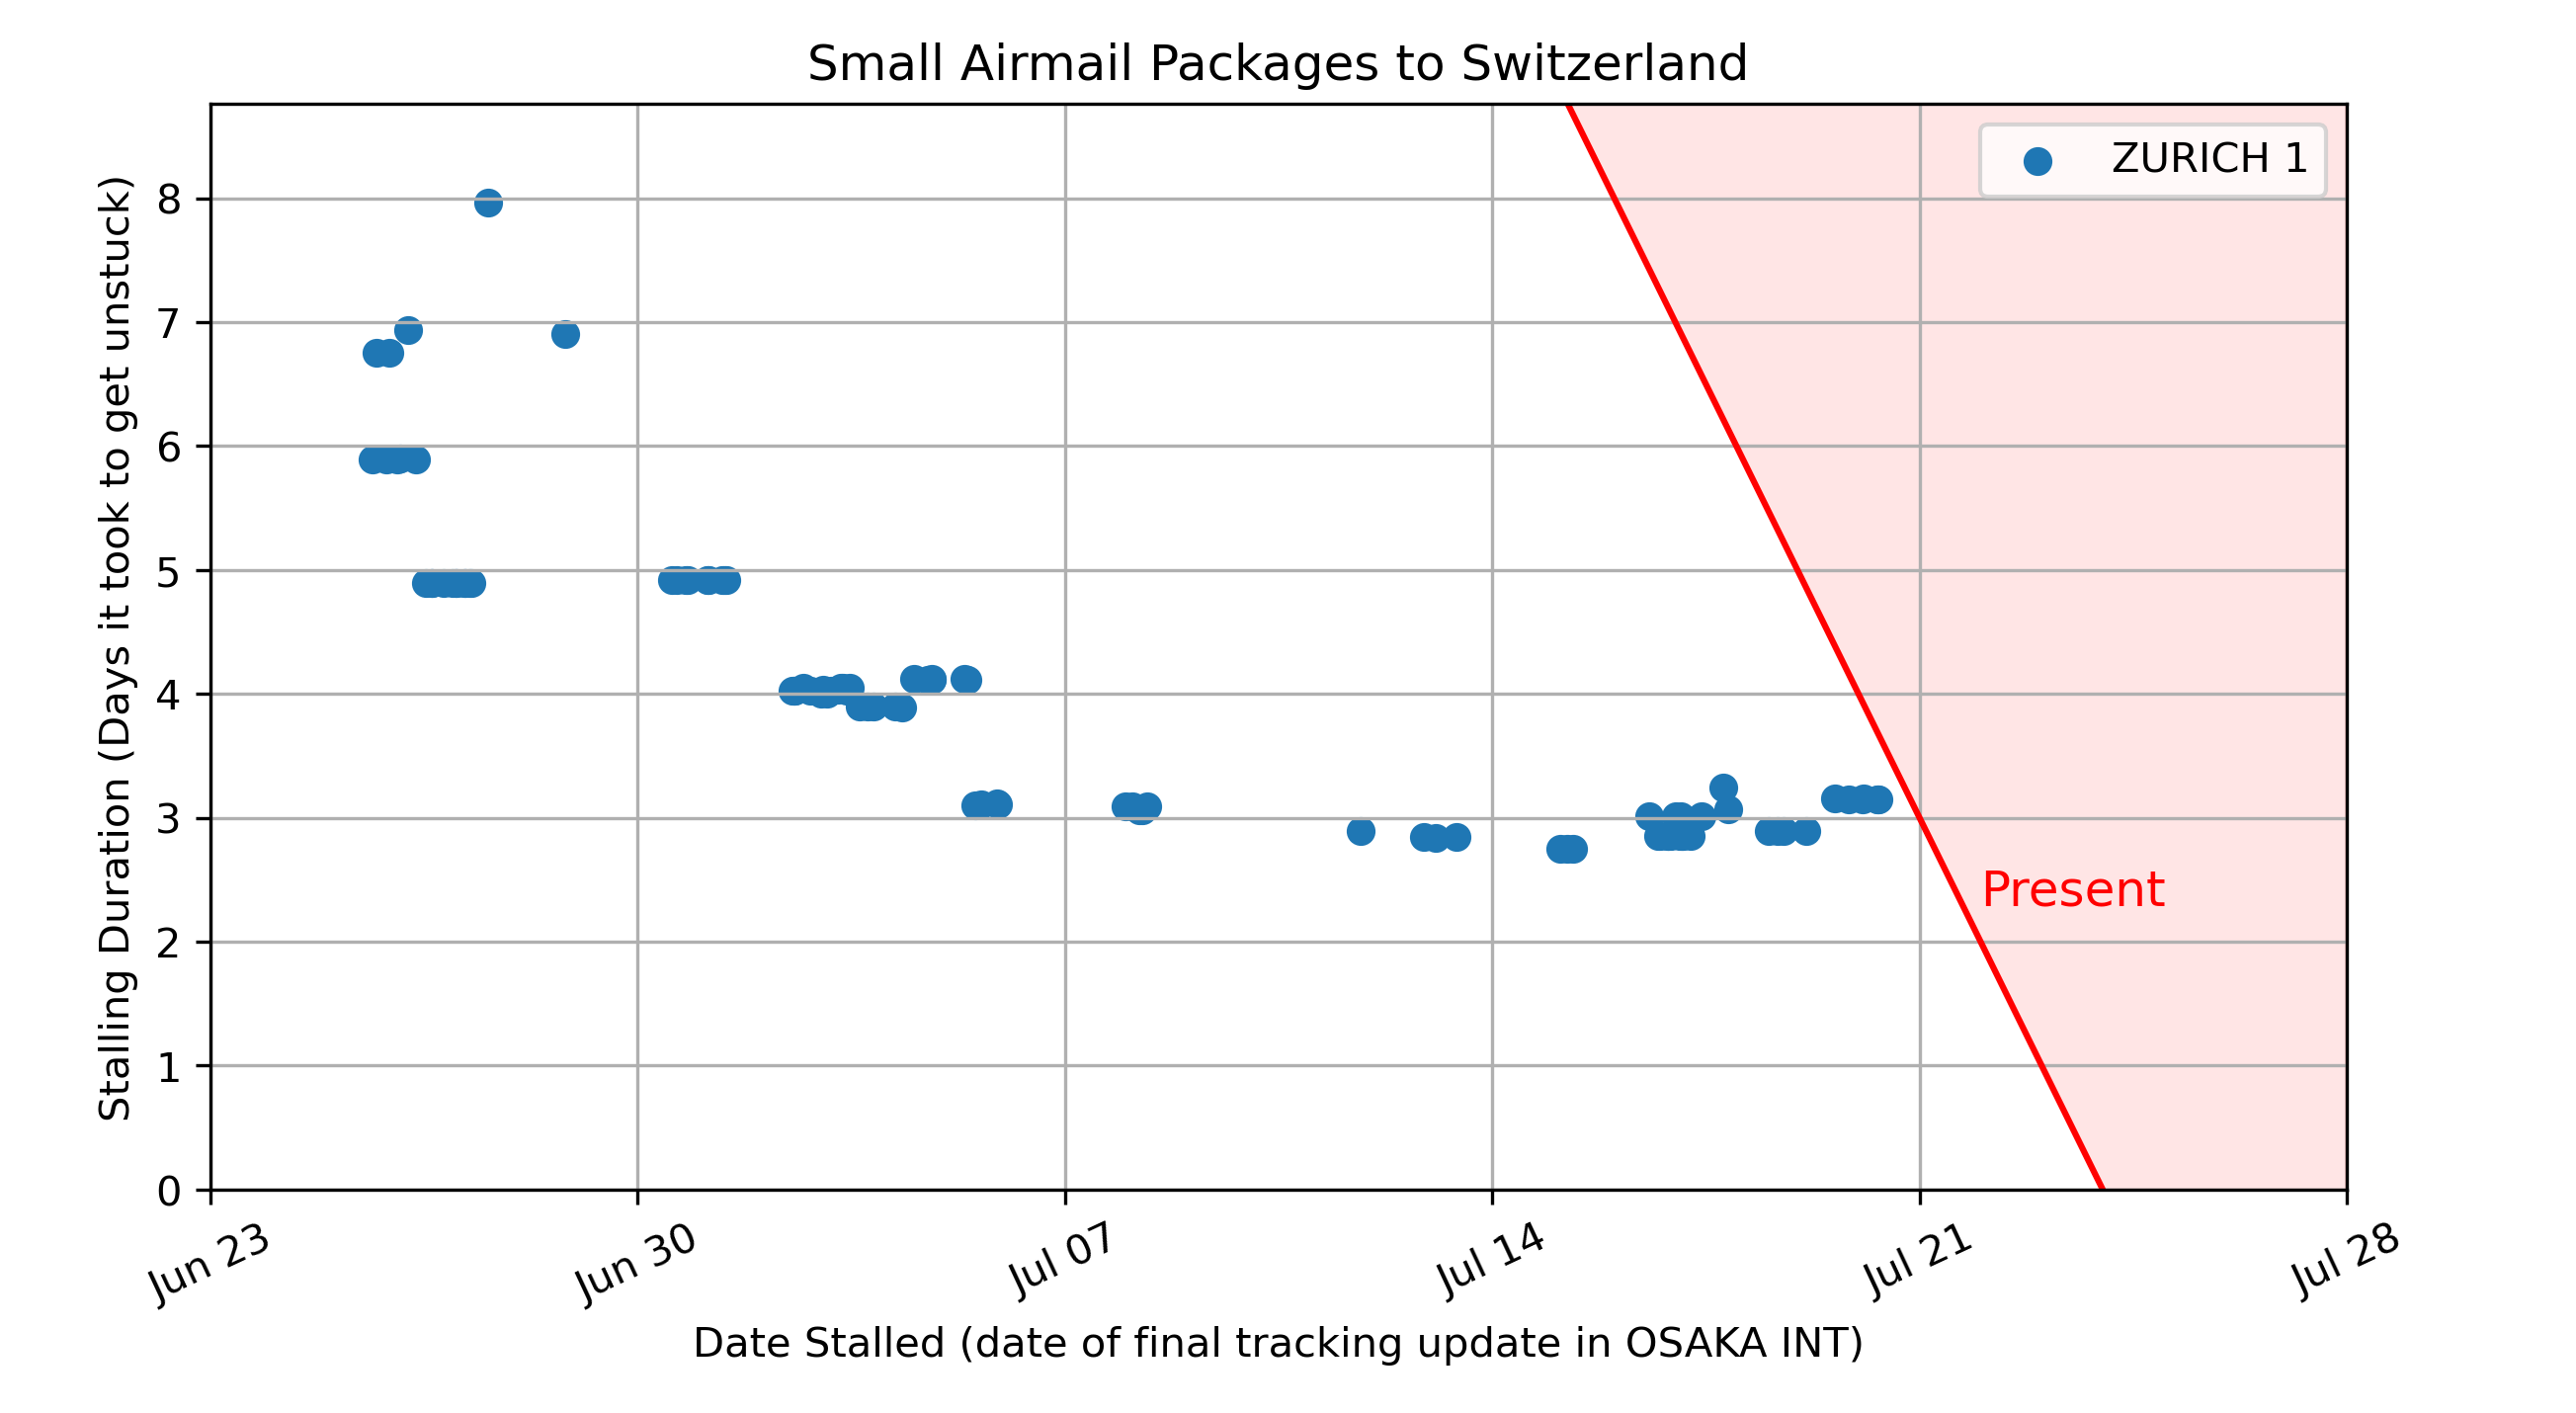 Small Airmail Packages to Switzerland
ZURICH 1
Stalling Duration (Days it took to get unstuck)
8
7
6
5
4
3
2
1
0
Present
Jun 23
Jun 30
Jul 07
Jul 14
Jul 21
Jul 28
Date Stalled (date of final tracking update in OSAKA INT)